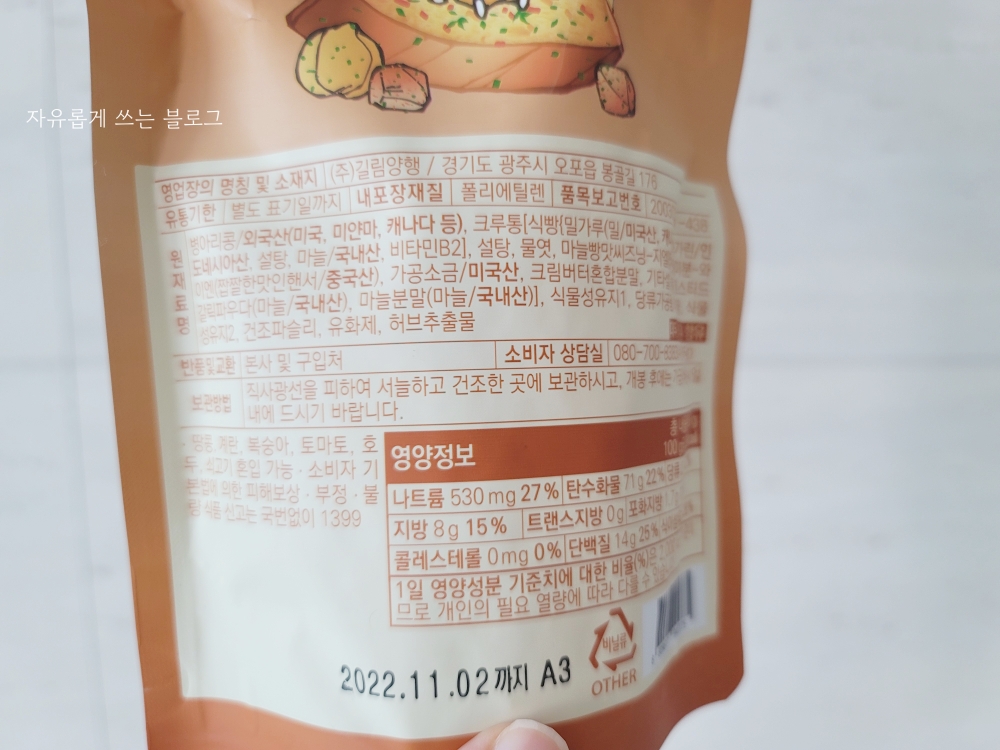 자유롭게 쓰는 블로그
영업장의 명칭 및 소재지 (주)길림양행 / 경기도 광주시 오포읍 봉골길 176
유통기한 별도 표기일까지 내포장재질 폴리에틸렌 품목보고번호
원재료명
병아리콩/외국산(미국, 미얀마, 캐나다 등), 크루통[식빵{밀가루(밀/미국산,
도네시아산, 설탕, 마늘/국내산, 비타민B2], 설탕, 물엿, 마늘빵맛씨즈닝
(짭짤한맛인핸서/중국산), 가공소금/미국산, 크림버터혼합분말,
갈릭파우다(마늘/국내산), 마늘분말(마늘/국내산)], 식물성유지1,
성유지2, 건조파슬리, 유화제, 허브추출물
반품및교환 본사 및 구입처 소비자 상담실 080-700-
보관방법 직사광선을 피하여 서늘하고 건조한 곳에 보관하시고, 개봉 후에는
내에 드시기 바랍니다.
계란, 복숭아, 토마토, 호
두, 쇠고기 혼입 가능 · 소비자 기
본법에 의한 피해보상 · 부정 · 불
량 식품 신고는 국번없이 1399
영양정보
나트륨 530 mg 27% 탄수화물 71 g 22% 당류
지방 8 g 15% 트랜스지방 0 g 포화지방
콜레스테롤 0 mg 0% 단백질 14 g 25%
1일 영양성분 기준치에 대한 비율(%)은
므로 개인의 필요 열량에 따라 다를 수
비닐류
OTHER
2022.11.02까지 A3